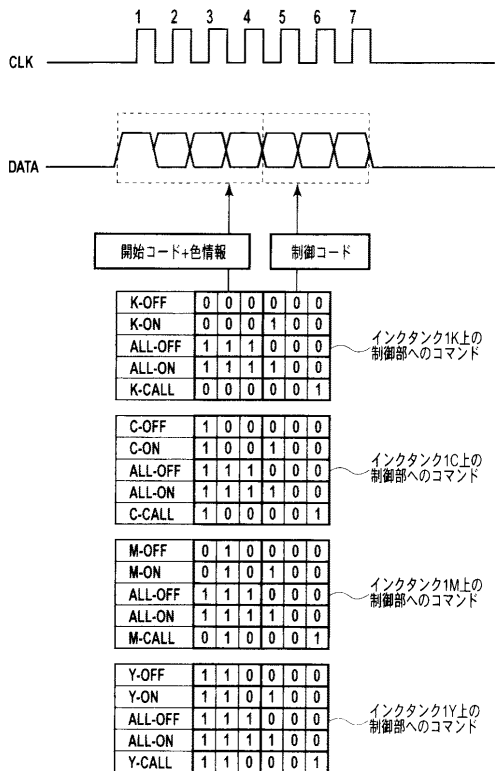 1 2 3 4 5 6 7
CLK
DATA
開始コード+色情報
制御コード
K-OFF 0 0 0 0 0 0
K-ON 0 0 0 1 0 0
ALL-OFF 1 1 1 0 0 0
ALL-ON 1 1 1 1 0 0
K-CALL 0 0 0 0 0 1
インクタンク1K上の
制御部へのコマンド
C-OFF 1 0 0 0 0 0
C-ON 1 0 0 1 0 0
ALL-OFF 1 1 1 0 0 0
ALL-ON 1 1 1 1 0 0
C-CALL 1 0 0 0 0 1
インクタンク1C上の
制御部へのコマンド
M-OFF 0 1 0 0 0 0
M-ON 0 1 0 1 0 0
ALL-OFF 1 1 1 0 0 0
ALL-ON 1 1 1 1 0 0
M-CALL 0 1 0 0 0 1
インクタンク1M上の
制御部へのコマンド
Y-OFF 1 1 0 0 0 0
Y-ON 1 1 0 1 0 0
ALL-OFF 1 1 1 0 0 0
ALL-ON 1 1 1 1 0 0
Y-CALL 1 1 0 0 0 1
インクタンク1Y上の
制御部へのコマンド